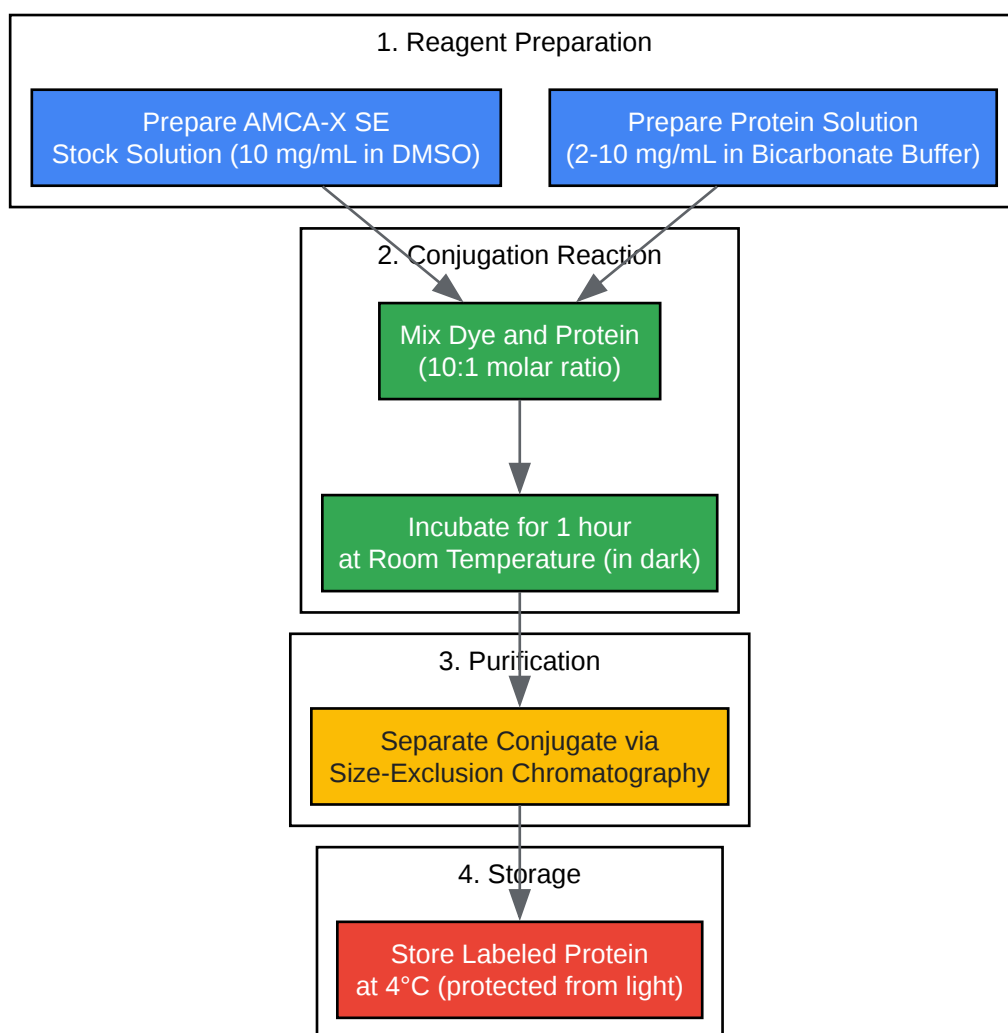 1. Reagent Preparation
Prepare AMCA-X SE
Stock Solution (10 mg/mL in DMSO)
Prepare Protein Solution
(2-10 mg/mL in Bicarbonate Buffer)
2. Conjugation Reaction
Mix Dye and Protein
(10:1 molar ratio)
Incubate for 1 hour
at Room Temperature (in dark)
3. Purification
Separate Conjugate via
Size-Exclusion Chromatography
4. Storage
Store Labeled Protein
at 4°C (protected from light)